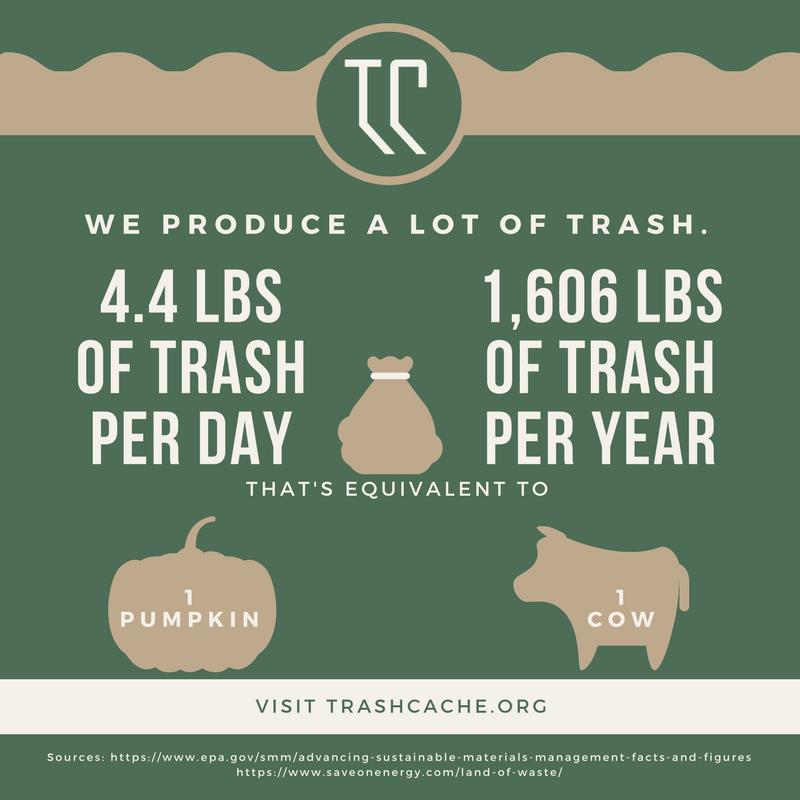 TC
WE PRODUCE A LOT OF TRASH.
4.4 LBS
OF TRASH
PER DAY
1,606 LBS
OF TRASH
PER YEAR
THAT'S EQUIVALENT TO
1
PUMPKIN
1
COW
VISIT TRASHCACHE.ORG
Sources: https://www.epa.gov/smm/advancing-sustainable-materials-management-facts-and-figures
https://www.saveonenergy.com/land-of-waste/